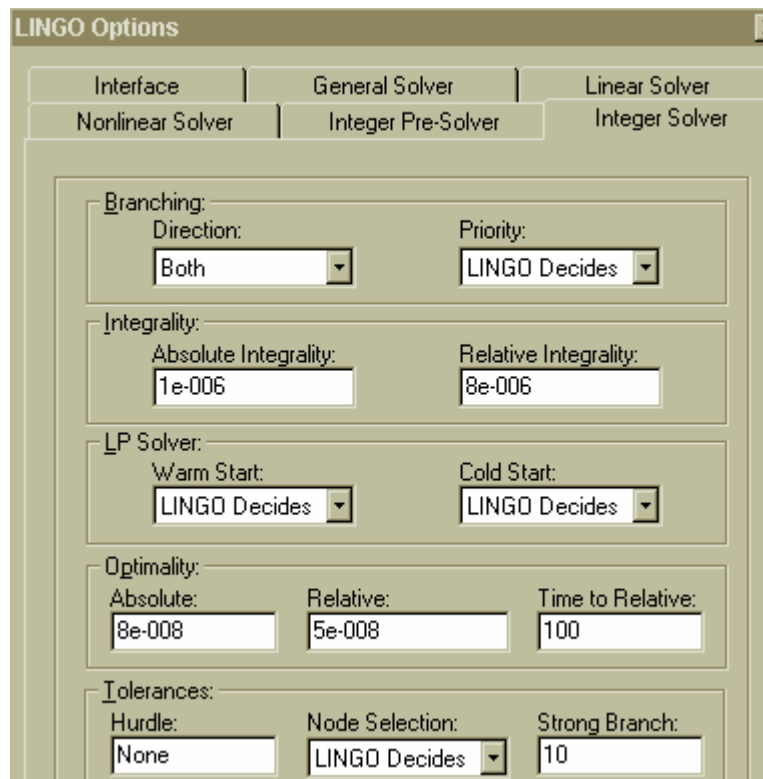 LINGO Options
Interface General Solver Linear Solver
Nonlinear Solver Integer Pre-Solver Integer Solver
Branching:
Direction: Priority:
Both LINGO Decides
Integrality:
Absolute Integrality: Relative Integrality:
1e-006 8e-006
LP Solver:
Warm Start: Cold Start:
LINGO Decides LINGO Decides
Optimality:
Absolute: Relative: Time to Relative:
8e-008 5e-008 100
Tolerances:
Hurdle: Node Selection: Strong Branch:
None LINGO Decides 10